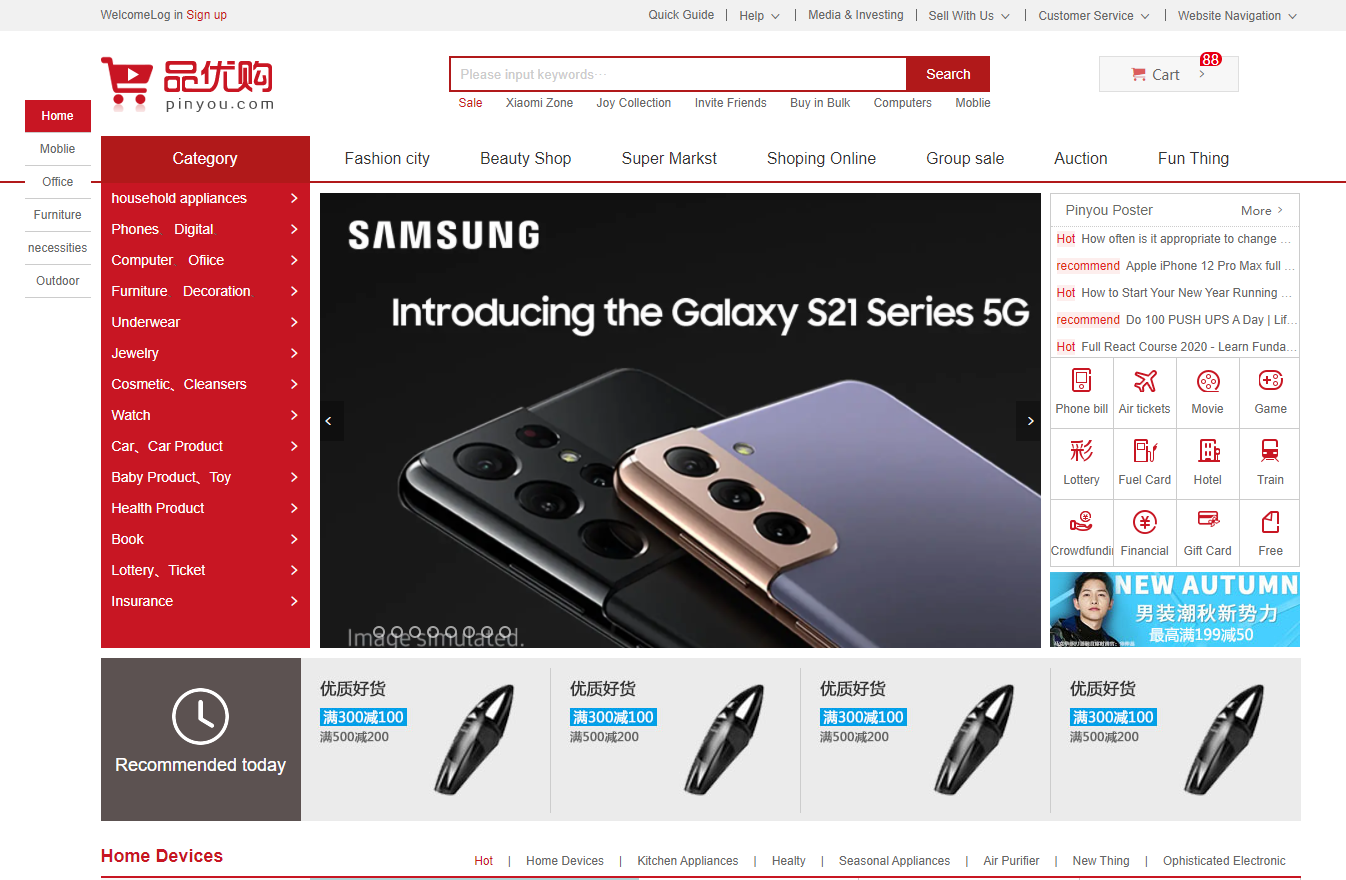 WelcomeLog in Sign up
Quick Guide | Help | Media & Investing | Sell With Us | Customer Service | Website Navigation
品优购
pinyou.com
Please input keywords···
Search
Cart
88
Sale Xiaomi Zone Joy Collection Invite Friends Buy in Bulk Computers Moblie
Home
Moblie
Office
Furniture
necessities
Outdoor
Category
Fashion city Beauty Shop Super Markst Shoping Online Group sale Auction Fun Thing
household appliances
Phones Digital
Computer Ofiice
Furniture Decoration
Underwear
Jewelry
Cosmetic、Cleansers
Watch
Car、Car Product
Baby Product、Toy
Health Product
Book
Lottery、Ticket
Insurance
SAMSUNG
Introducing the Galaxy S21 Series 5G
Image simulated.
Pinyou Poster More
Hot How often is it appropriate to change ...
recommend Apple iPhone 12 Pro Max full ...
Hot How to Start Your New Year Running ...
recommend Do 100 PUSH UPS A Day | Lif...
Hot Full React Course 2020 - Learn Funda...
Phone bill Air tickets Movie Game
彩
Lottery Fuel Card Hotel Train
Crowdfundi Financial Gift Card Free
NEW AUTUMN
男装潮秋新势力
最高满199减50
Recommended today
优质好货
满300减100
满500减200
优质好货
满300减100
满500减200
优质好货
满300减100
满500减200
优质好货
满300减100
满500减200
Home Devices
Hot | Home Devices | Kitchen Appliances | Healty | Seasonal Appliances | Air Purifier | New Thing | Ophisticated Electronic